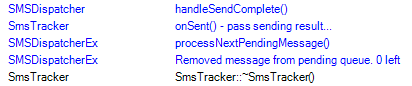 SMSDispatcher handleSendComplete()
SmsTracker onSent() - pass sending result...
SMSDispatcherEx processNextPendingMessage()
SMSDispatcherEx Removed message from pending queue. 0 left
SmsTracker SmsTracker::~SmsTracker()